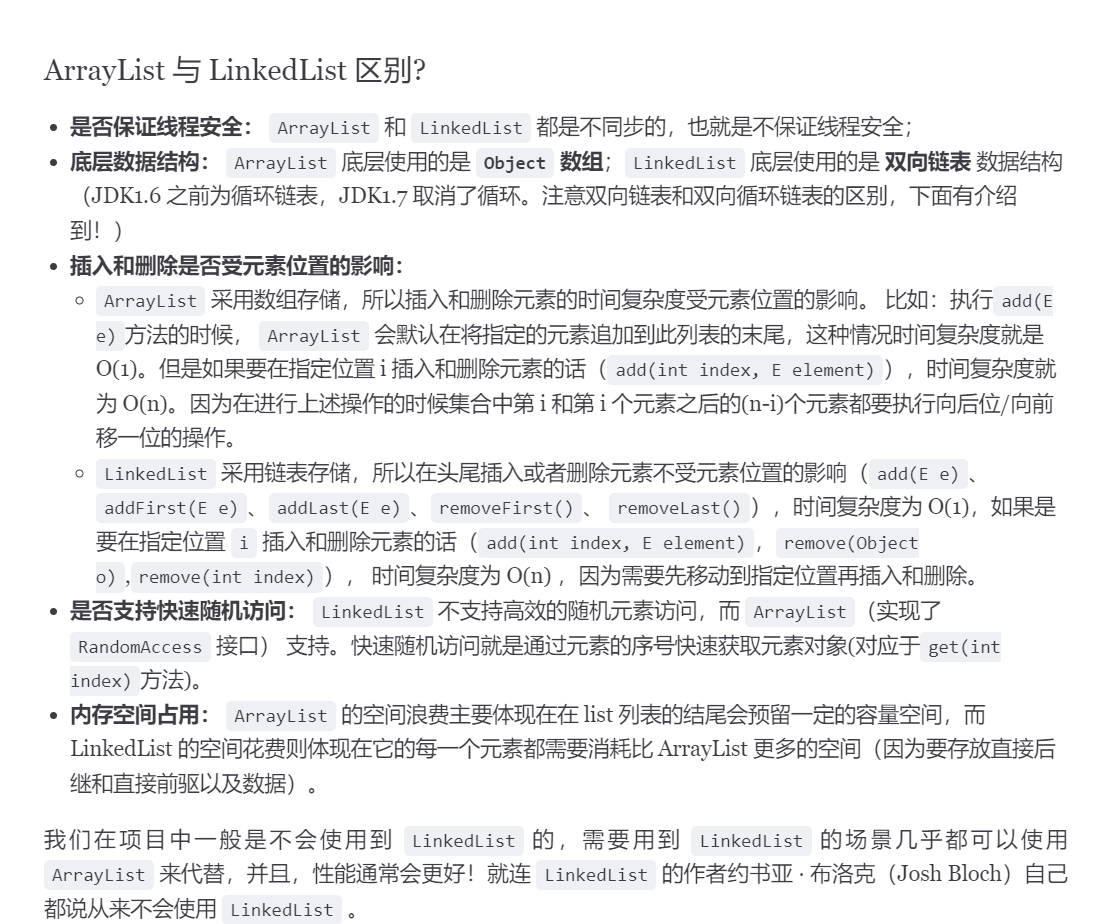 ArrayList 与 LinkedList 区别?
是否保证线程安全： ArrayList 和 LinkedList 都是不同步的，也就是不保证线程安全；
底层数据结构： ArrayList 底层使用的是 Object 数组；LinkedList 底层使用的是 双向链表 数据结构
（JDK1.6 之前为循环链表，JDK1.7 取消了循环。注意双向链表和双向循环链表的区别，下面有介绍
到！）
插入和删除是否受元素位置的影响：
ArrayList 采用数组存储，所以插入和删除元素的时间复杂度受元素位置的影响。 比如：执行add(E
e)方法的时候， ArrayList 会默认在将指定的元素追加到此列表的末尾，这种情况时间复杂度就是
O(1)。但是如果要在指定位置 i 插入和删除元素的话（add(int index, E element)），时间复杂度就
为 O(n)。因为在进行上述操作的时候集合中第 i 和第 i 个元素之后的(n-i)个元素都要执行向后位/向前
移一位的操作。
LinkedList 采用链表存储，所以在头尾插入或者删除元素不受元素位置的影响（add(E e)、
addFirst(E e)、addLast(E e)、removeFirst()、 removeLast()），时间复杂度为 O(1)，如果是
要在指定位置 i 插入和删除元素的话（add(int index, E element)，remove(Object
o),remove(int index)）， 时间复杂度为 O(n) ，因为需要先移动到指定位置再插入和删除。
是否支持快速随机访问： LinkedList 不支持高效的随机元素访问，而 ArrayList（实现了
RandomAccess 接口） 支持。快速随机访问就是通过元素的序号快速获取元素对象(对应于get(int
index)方法)。
内存空间占用： ArrayList 的空间浪费主要体现在在 list 列表的结尾会预留一定的容量空间，而
LinkedList 的空间花费则体现在它的每一个元素都需要消耗比 ArrayList 更多的空间（因为要存放直接后
继和直接前驱以及数据）。
我们在项目中一般是不会使用到 LinkedList 的，需要用到 LinkedList 的场景几乎都可以使用
ArrayList 来代替，并且，性能通常会更好！就连 LinkedList 的作者约书亚 · 布洛克（Josh Bloch）自己
都说从来不会使用 LinkedList 。